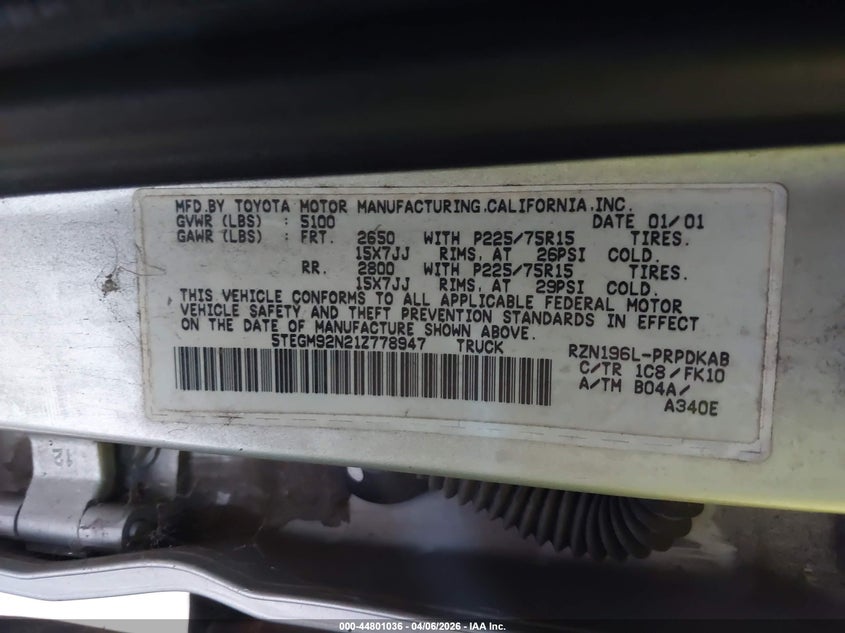 MFD.BY TOYOTA MOTOR MANUFACTURING.CALIFORNIA.INC.
GVWR (LBS) : 5100 DATE 01/01
GAWR (LBS) : FRT. 2650 WITH P225/75R15 TIRES.
15X7JJ RIMS, AT 26PSI COLD.
RR. 2800 WITH P225/75R15 TIRES.
15X7JJ RIMS, AT 29PSI COLD.
THIS VEHICLE CONFORMS TO ALL APPLICABLE FEDERAL MOTOR
VEHICLE SAFETY AND THEFT PREVENTION STANDARDS IN EFFECT
ON THE DATE OF MANUFACTURE SHOWN ABOVE.
5TEGM92N21Z778947 TRUCK
RZN196L-PRPDKAB
C/TR 1C8/FK10
A/TM B04A/
A340E
12
000-44801036 - 04/06/2026 - IAA Inc.